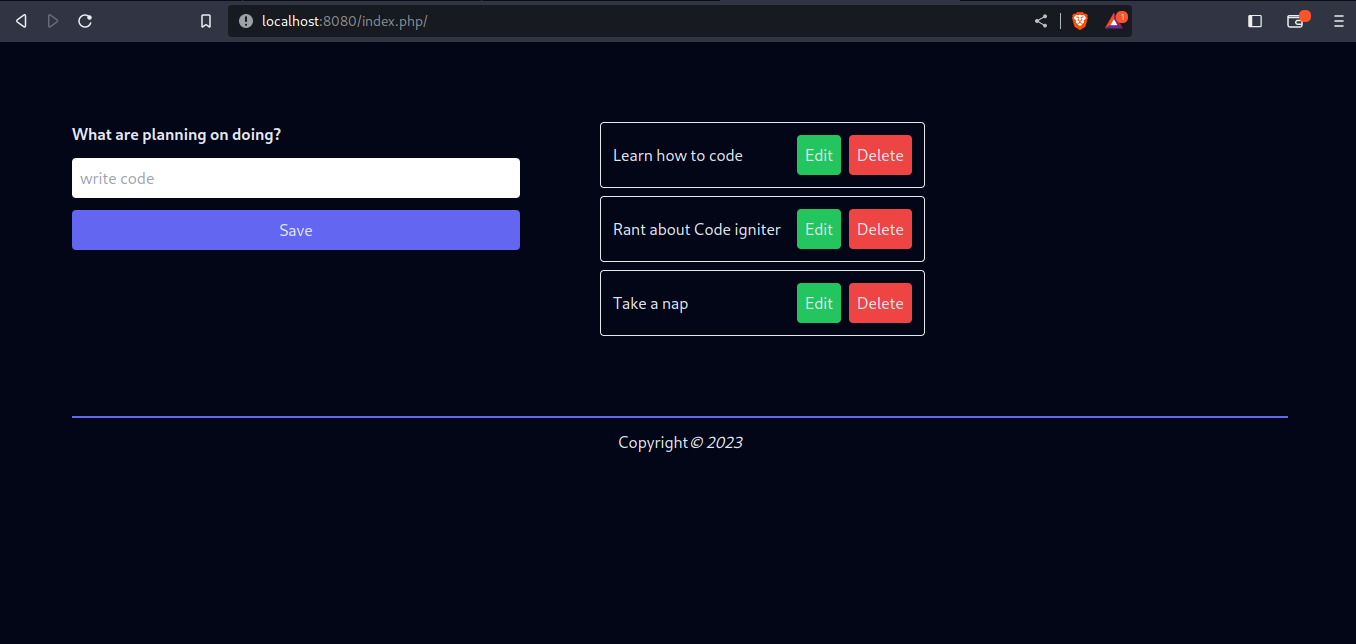 localhost:8080/index.php/
1
What are planning on doing?
write code
Save
Learn how to code Edit Delete
Rant about Code igniter Edit Delete
Take a nap Edit Delete
Copyright© 2023